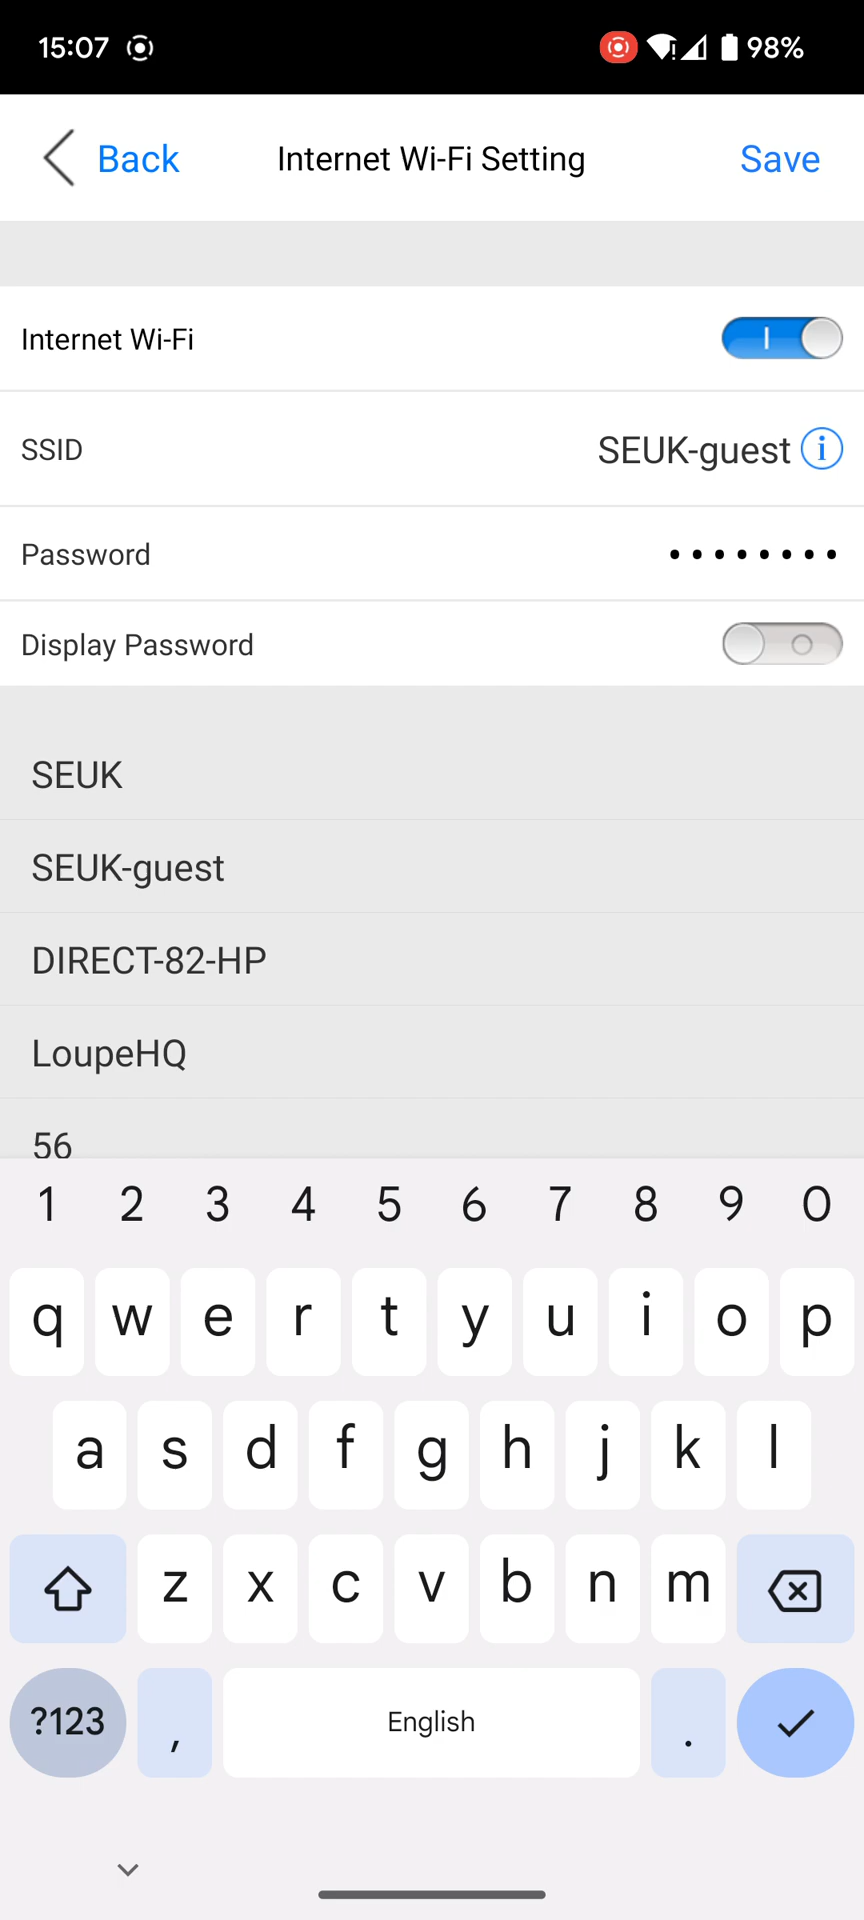 15:07 98%
Back Internet Wi-Fi Setting Save
Internet Wi-Fi
SSID SEUK-guest
Password ••••••••
Display Password
SEUK
SEUK-guest
DIRECT-82-HP
LoupeHQ
56
1 2 3 4 5 6 7 8 9 0
q w e r t y u i o p
a s d f g h j k l
z x c v b n m
?123 , English .